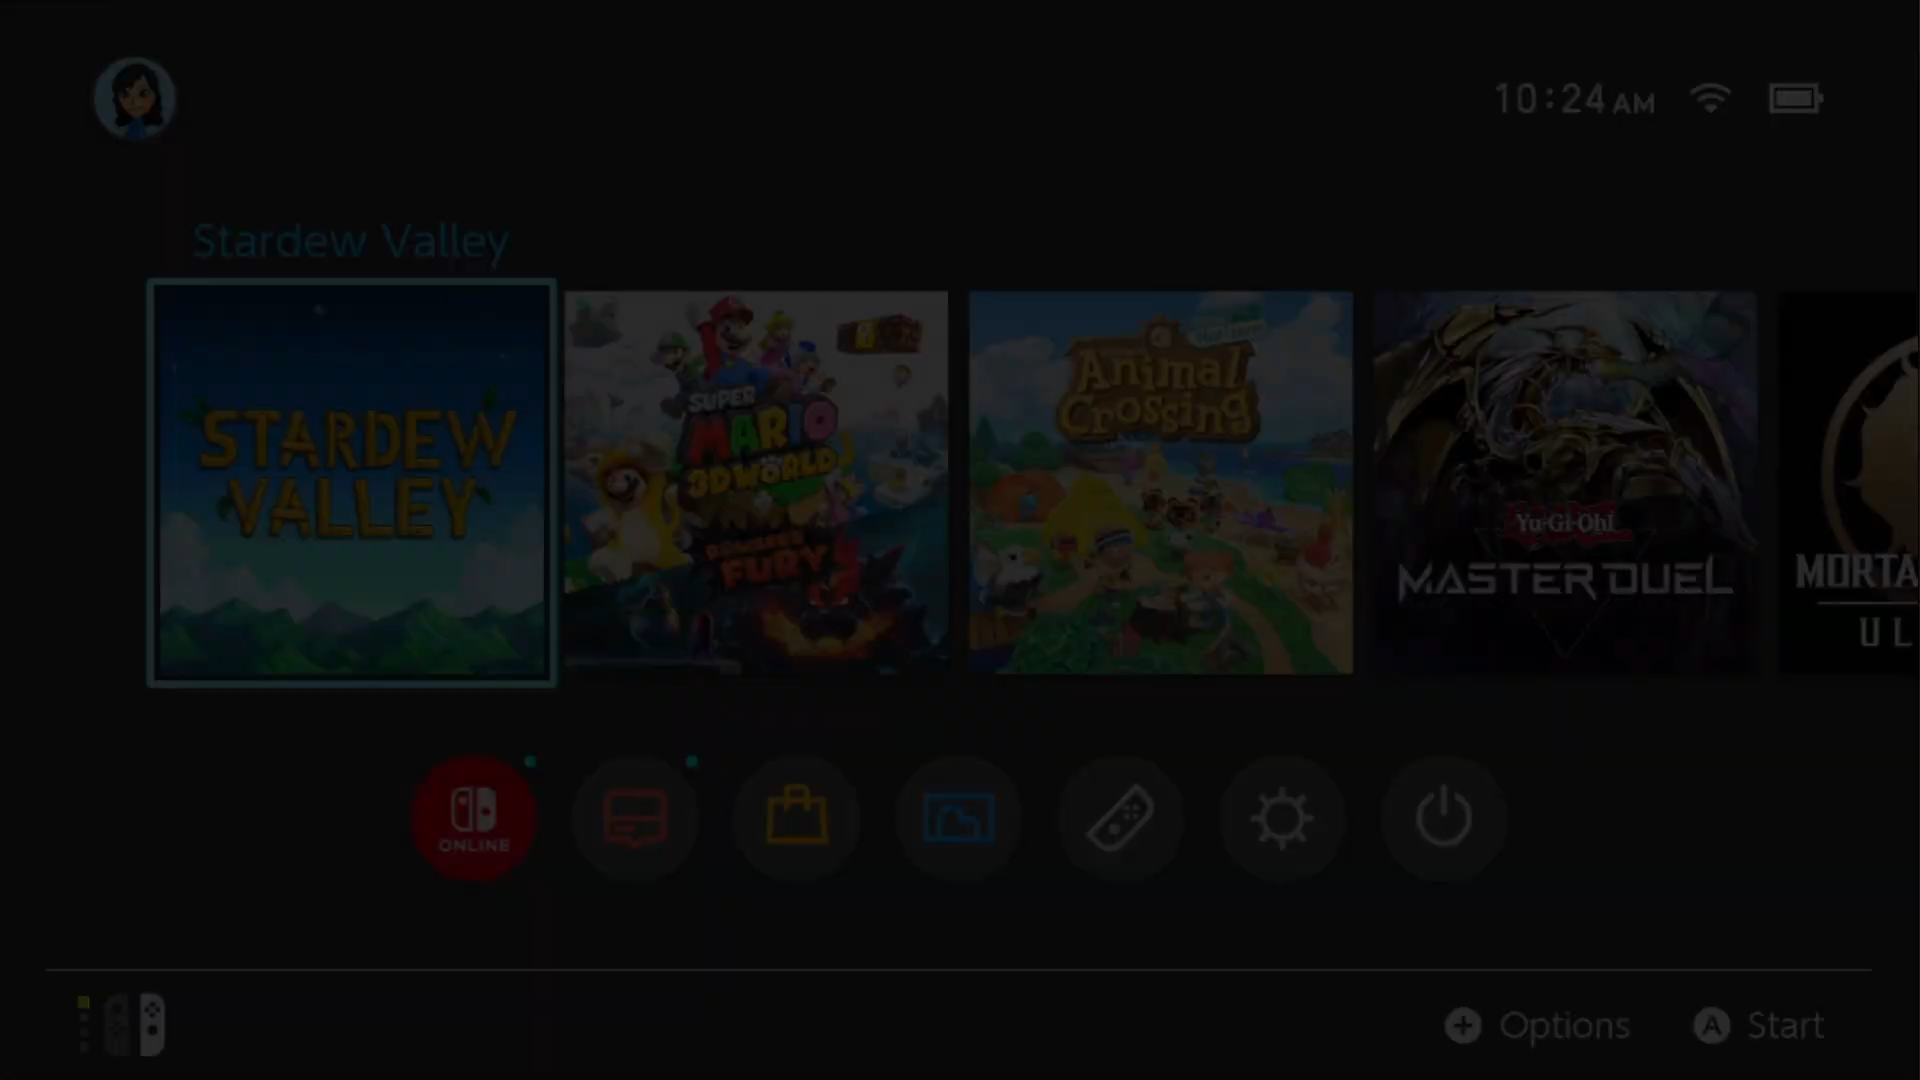 10:24 AM
Stardew Valley
STARDEW
VALLEY
SUPER
MARIO
3D WORLD
BOWSER'S
FURY
Animal
Crossing
Yu-Gi-Oh!
MASTER DUEL
MORTA
UL
ONLINE
Options
Start